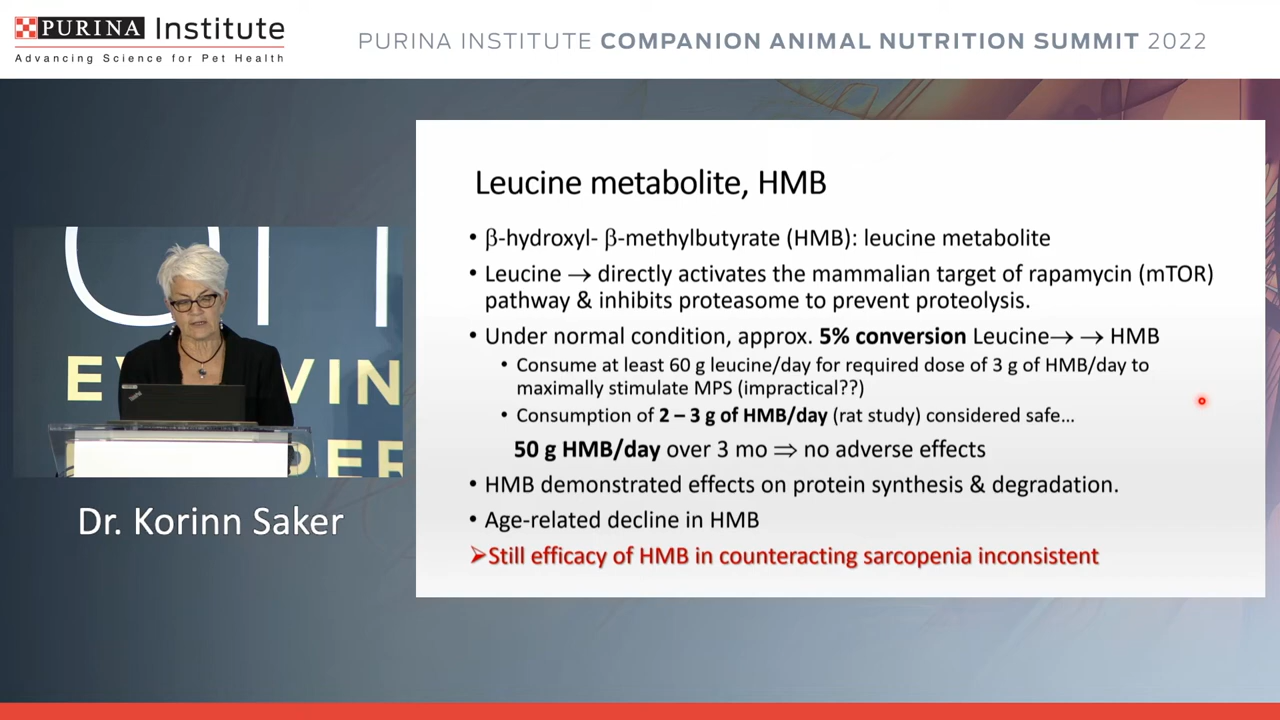 PURINA Institute
Advancing Science for Pet Health
PURINA INSTITUTE COMPANION ANIMAL NUTRITION SUMMIT 2022
Leucine metabolite, HMB
• β-hydroxyl- β-methylbutyrate (HMB): leucine metabolite
• Leucine → directly activates the mammalian target of rapamycin (mTOR)
pathway & inhibits proteasome to prevent proteolysis.
• Under normal condition, approx. 5% conversion Leucine→ → HMB
• Consume at least 60 g leucine/day for required dose of 3 g of HMB/day to
maximally stimulate MPS (impractical??)
• Consumption of 2 – 3 g of HMB/day (rat study) considered safe…
50 g HMB/day over 3 mo ⇒ no adverse effects
• HMB demonstrated effects on protein synthesis & degradation.
• Age-related decline in HMB
➢Still efficacy of HMB in counteracting sarcopenia inconsistent
Dr. Korinn Saker